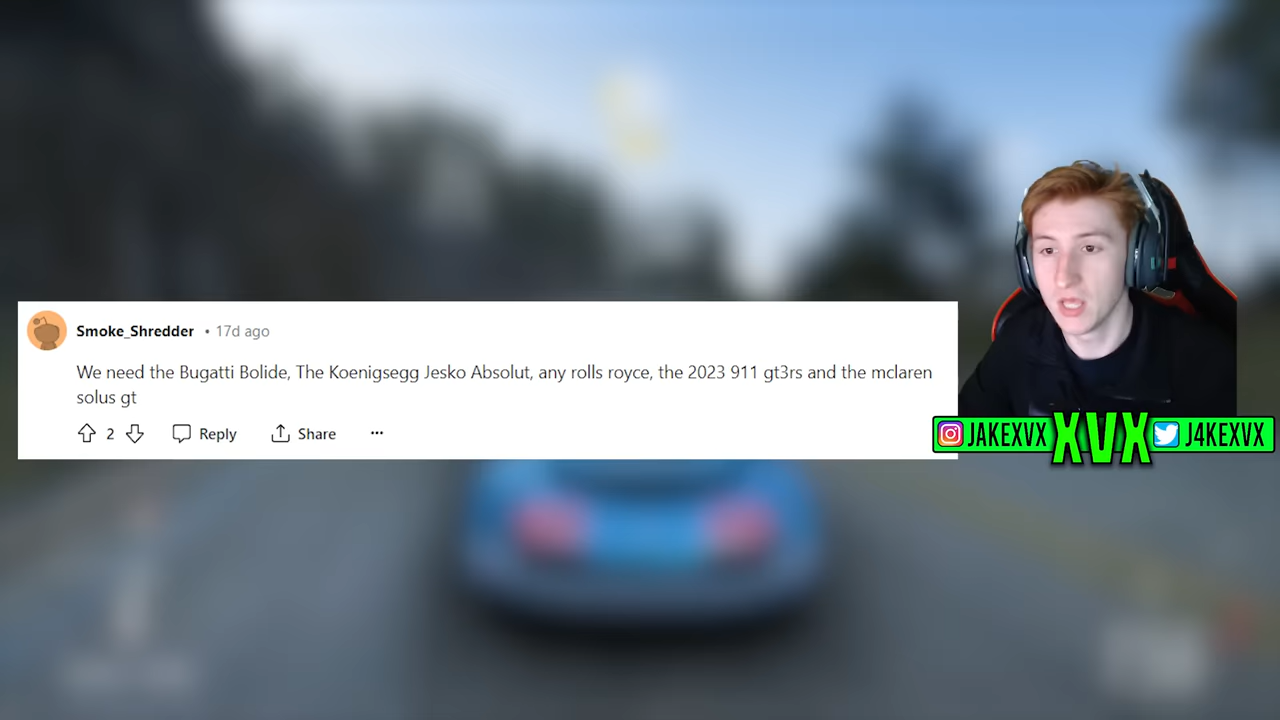 Smoke_Shredder • 17d ago
We need the Bugatti Bolide, The Koenigsegg Jesko Absolut, any rolls royce, the 2023 911 gt3rs and the mclaren
solus gt
2 Reply Share ...
JAKEXVX XVX J4KEXVX